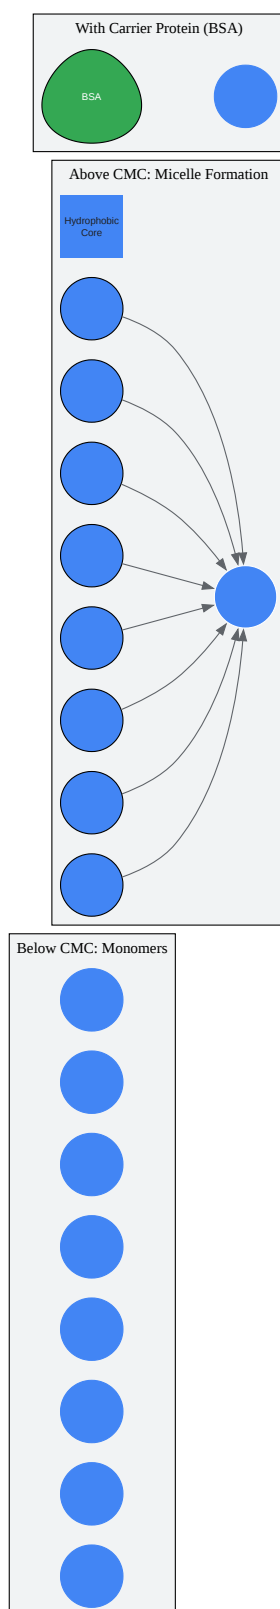 With Carrier Protein (BSA)
BSA
Above CMC: Micelle Formation
Hydrophobic
Core
Below CMC: Monomers